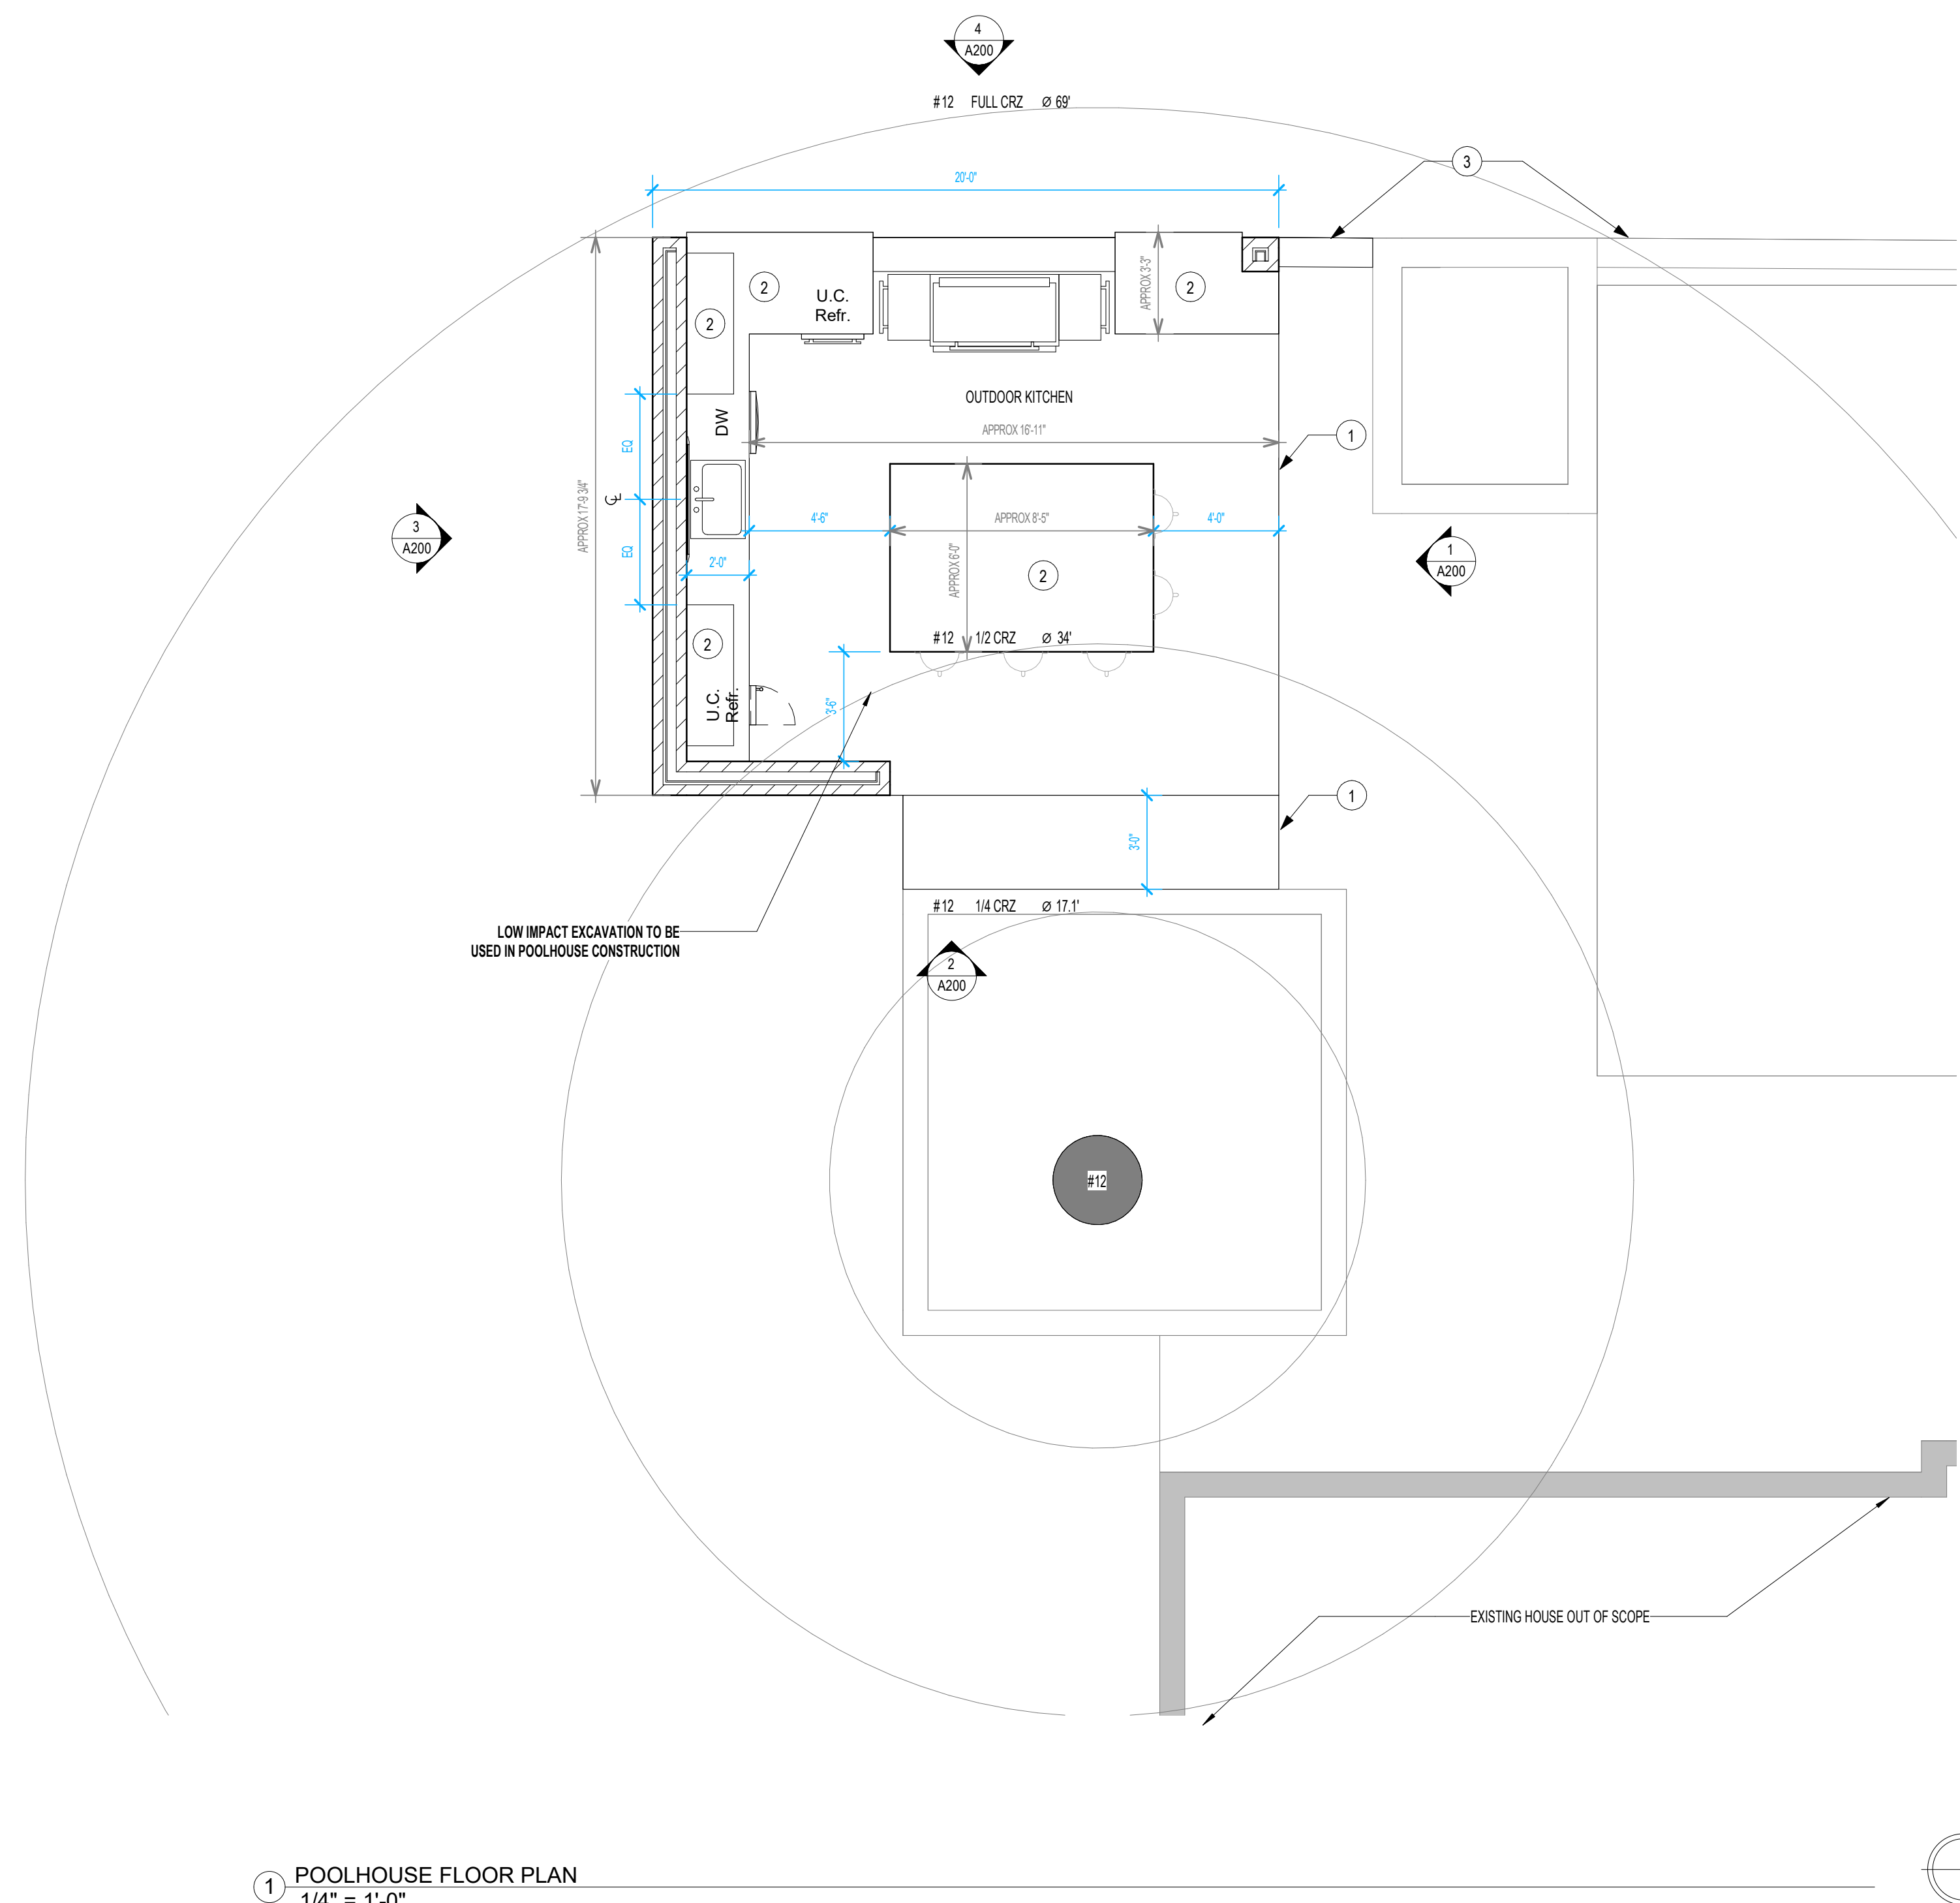 4
A200
#12 FULL CRZ Ø 69'
3
20'-0"
2
U.C.
Refr.
APPROX 3'-3"
2
2
OUTDOOR KITCHEN
DW
APPROX 16'-11"
1
EQ
℄
APPROX 17'-9 3/4"
4'-6"
APPROX 8'-5"
4'-0"
3
A200
EQ
2'-0"
APPROX 6'-0"
2
1
A200
#12 1/2 CRZ Ø 34'
2
U.C.
Refr.
3'-6"
1
3'-0"
#12 1/4 CRZ Ø 17.1'
LOW IMPACT EXCAVATION TO BE
USED IN POOLHOUSE CONSTRUCTION
2
A200
#12
EXISTING HOUSE OUT OF SCOPE
1 POOLHOUSE FLOOR PLAN
1/4" = 1'-0"